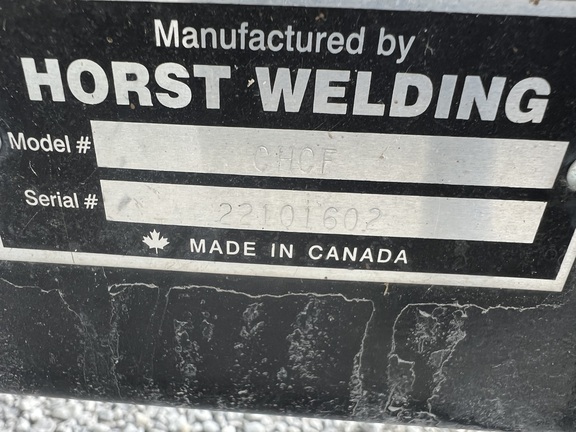 Manufactured by
HORST WELDING
Model # CHCF
Serial # 22101602
MADE IN CANADA